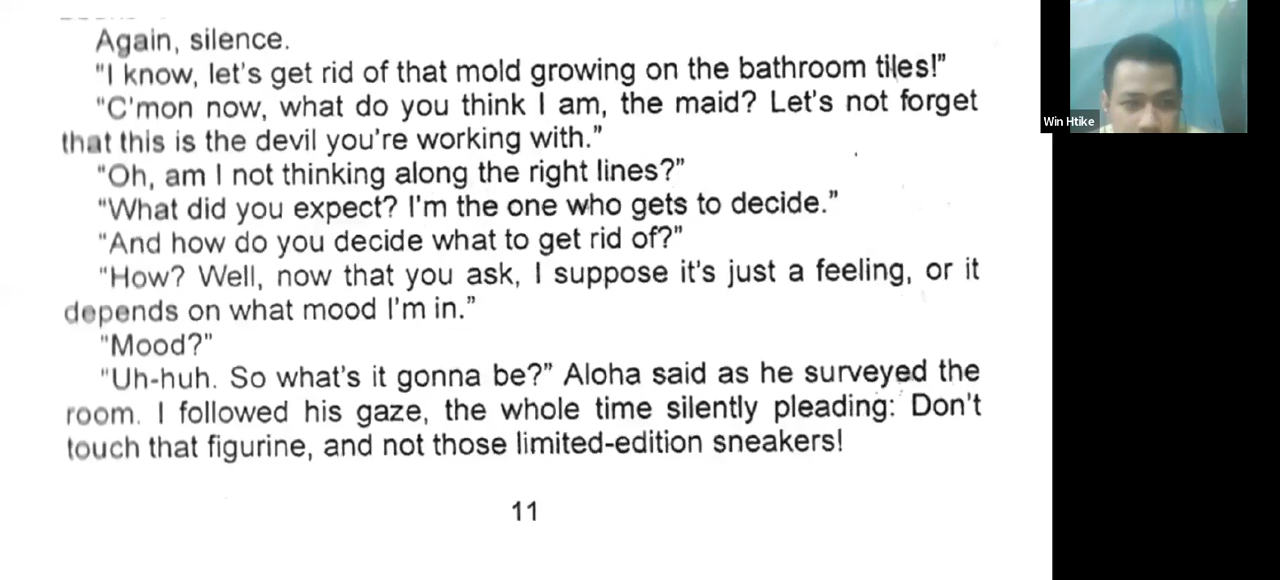 Again, silence.
"I know, let's get rid of that mold growing on the bathroom tiles!"
"C'mon now, what do you think I am, the maid? Let's not forget
that this is the devil you're working with."
"Oh, am I not thinking along the right lines?"
"What did you expect? I'm the one who gets to decide."
"And how do you decide what to get rid of?"
"How? Well, now that you ask, I suppose it's just a feeling, or it
depends on what mood I'm in."
"Mood?"
"Uh-huh. So what's it gonna be?" Aloha said as he surveyed the
room. I followed his gaze, the whole time silently pleading: Don't
touch that figurine, and not those limited-edition sneakers!
11
Win Htike